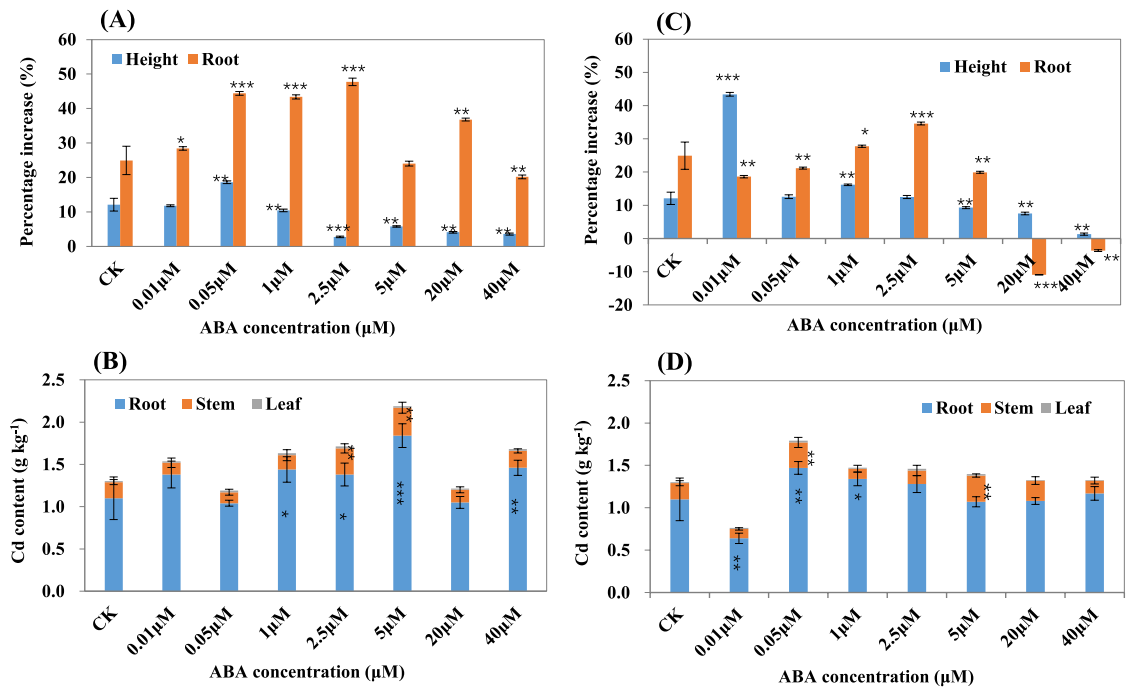 (A)
Percentage increase (%)
60
50
40
30
20
10
0
Height Root
* *** *** *** ** **
** ** *** ** ** **
CK 0.01μM 0.05μM 1μM 2.5μM 5μM 20μM 40μM
ABA concentration (μM)
(C)
Percentage increase (%)
60
50
40
30
20
10
0
-10
-20
Height Root
*** ** ** ** * *** ** ** ** *** ** **
CK 0.01μM 0.05μM 1μM 2.5μM 5μM 20μM 40μM
ABA concentration (μM)
(B)
Cd content (g kg-1)
2.5
2.0
1.5
1.0
0.5
0.0
Root Stem Leaf
* * ** *** ** **
CK 0.01μM 0.05μM 1μM 2.5μM 5μM 20μM 40μM
ABA concentration (μM)
(D)
Cd content (g kg-1)
2.5
2.0
1.5
1.0
0.5
0.0
Root Stem Leaf
** ** ** * **
CK 0.01μM 0.05μM 1μM 2.5μM 5μM 20μM 40μM
ABA concentration (μM)